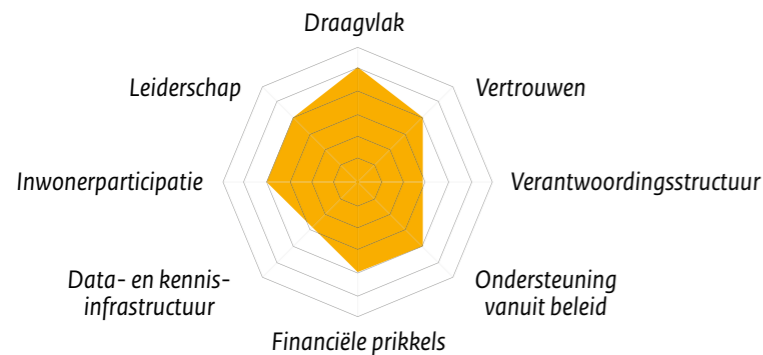 Draagvlak
Leiderschap
Vertrouwen
Inwonerparticipatie
Verantwoordingsstructuur
Data- en kennis-
infrastructuur
Ondersteuning
vanuit beleid
Financiële prikkels